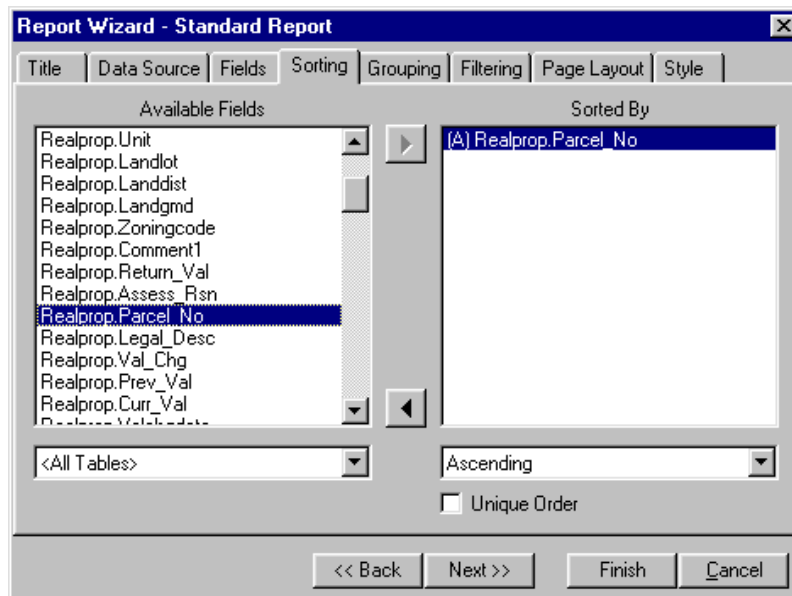 Report Wizard - Standard Report
Title Data Source Fields Sorting Grouping Filtering Page Layout Style
Available Fields
Realprop.Unit
Realprop.Landlot
Realprop.Landdist
Realprop.Landgmd
Realprop.Zoningcode
Realprop.Comment1
Realprop.Return_Val
Realprop.Assess_Rsn
Realprop.Parcel_No
Realprop.Legal_Desc
Realprop.Val_Chg
Realprop.Prev_Val
Realprop.Curr_Val
<All Tables>
Sorted By
(A) Realprop.Parcel_No
Ascending
Unique Order
<< Back Next >> Finish Cancel